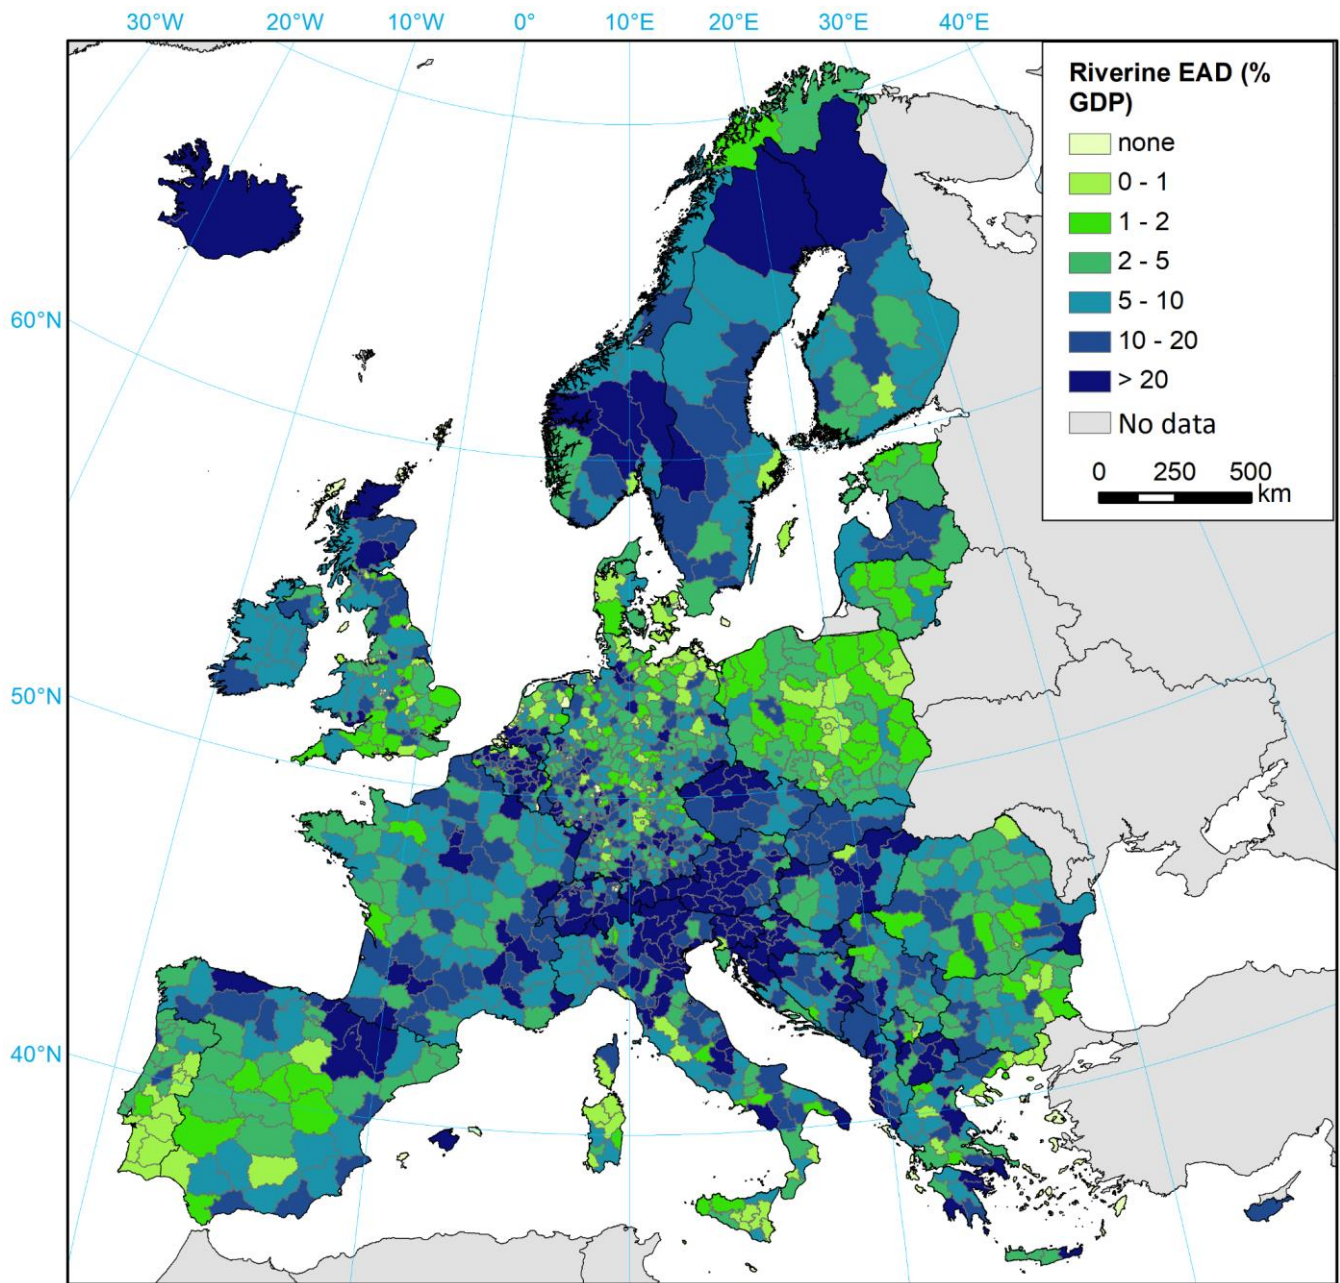 30°W 20°W 10°W 0° 10°E 20°E 30°E 40°E
Riverine EAD (%
GDP)
none
0 - 1
1 - 2
2 - 5
5 - 10
10 - 20
> 20
No data
0 250 500
km
60°N
50°N
40°N